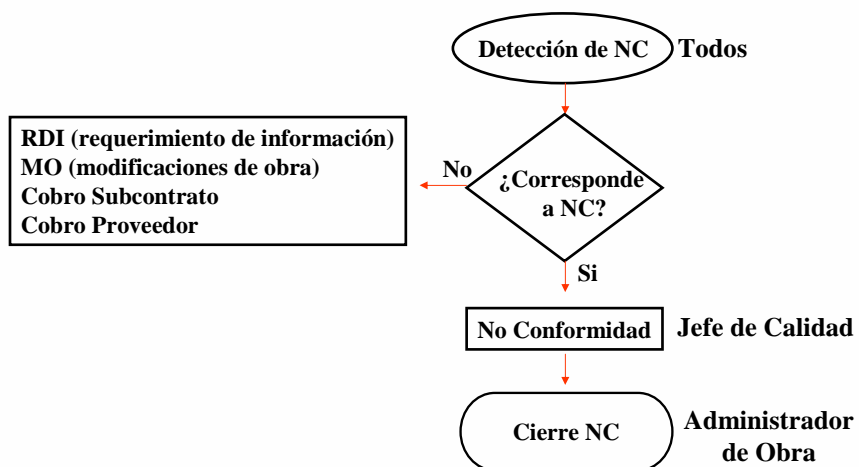 Detección de NC
Todos
RDI (requerimiento de información)
MO (modificaciones de obra)
Cobro Subcontrato
Cobro Proveedor
No
¿Corresponde
a NC?
Si
No Conformidad
Jefe de Calidad
Cierre NC
Administrador
de Obra